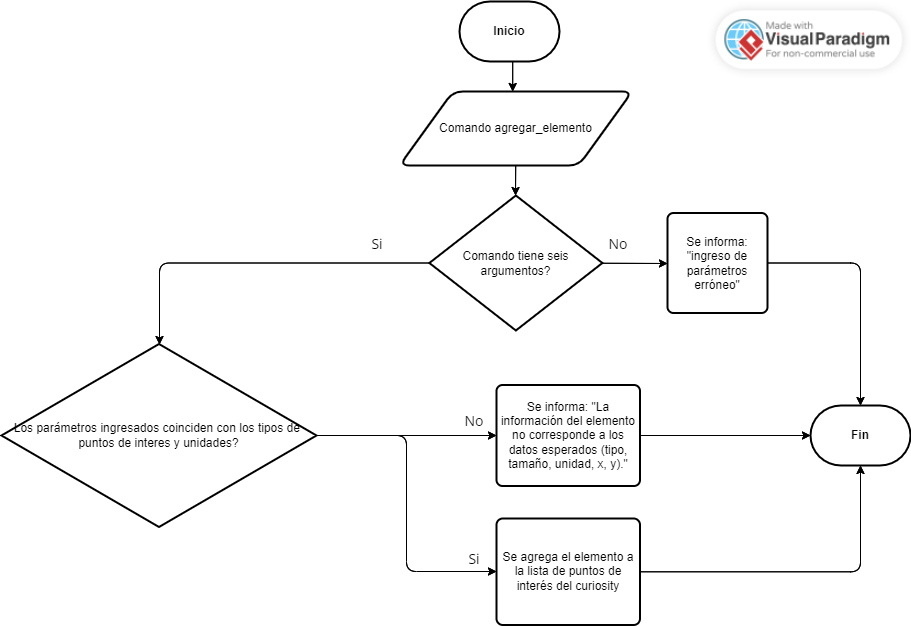 Inicio
Made with
VisualParadigm
For non-commercial use
Comando agregar_elemento
Si
No
Comando tiene seis
argumentos?
Se informa:
"ingreso de
parámetros
erróneo"
Los parámetros ingresados coinciden con los tipos de
puntos de interes y unidades?
No
Se informa: "La
información del elemento
no corresponde a los
datos esperados (tipo,
tamaño, unidad, x, y)."
Fin
Si
Se agrega el elemento a
la lista de puntos de
interés del curiosity